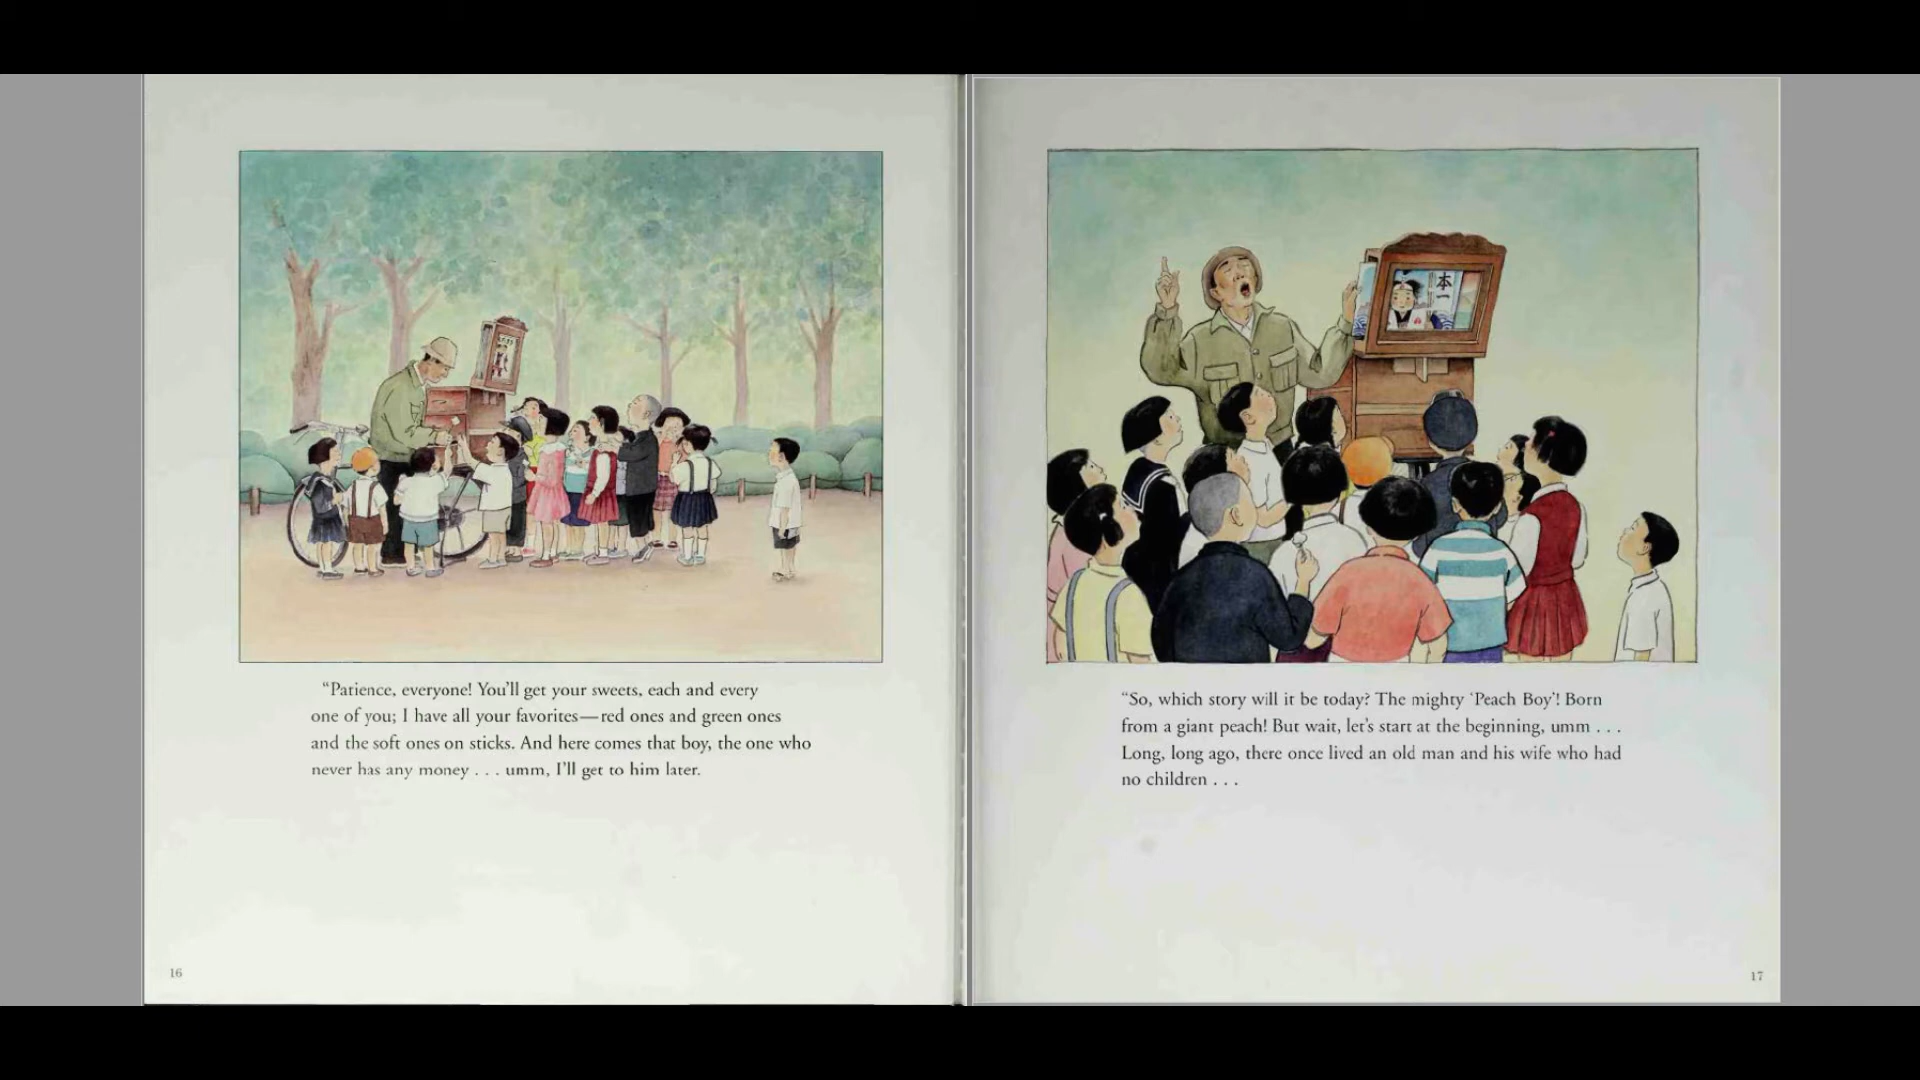 “Patience, everyone! You’ll get your sweets, each and every
one of you; I have all your favorites—red ones and green ones
and the soft ones on sticks. And here comes that boy, the one who
never has any money . . . umm, I’ll get to him later.
16
本
一
“So, which story will it be today? The mighty ‘Peach Boy’! Born
from a giant peach! But wait, let’s start at the beginning, umm . . .
Long, long ago, there once lived an old man and his wife who had
no children . . .
17